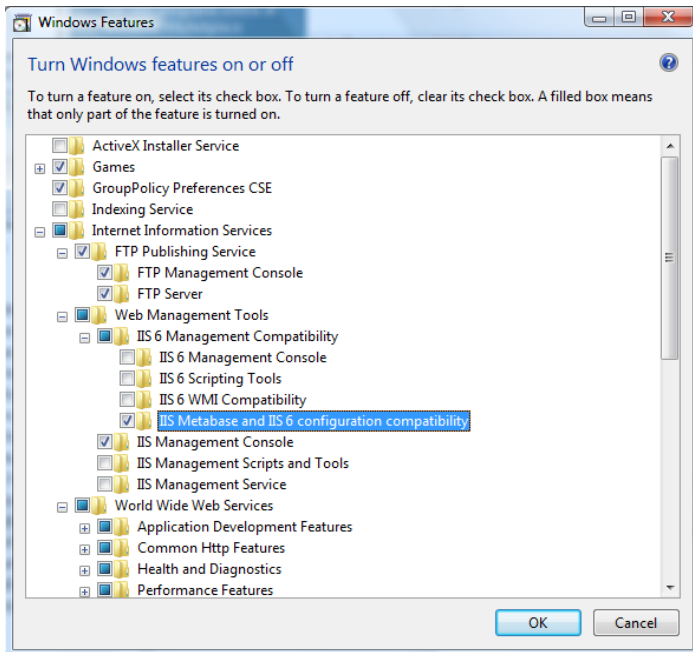 Windows Features
Turn Windows features on or off
To turn a feature on, select its check box. To turn a feature off, clear its check box. A filled box means
that only part of the feature is turned on.
ActiveX Installer Service
Games
GroupPolicy Preferences CSE
Indexing Service
Internet Information Services
FTP Publishing Service
FTP Management Console
FTP Server
Web Management Tools
IIS 6 Management Compatibility
IIS 6 Management Console
IIS 6 Scripting Tools
IIS 6 WMI Compatibility
IIS Metabase and IIS 6 configuration compatibility
IIS Management Console
IIS Management Scripts and Tools
IIS Management Service
World Wide Web Services
Application Development Features
Common Http Features
Health and Diagnostics
Performance Features
OK Cancel